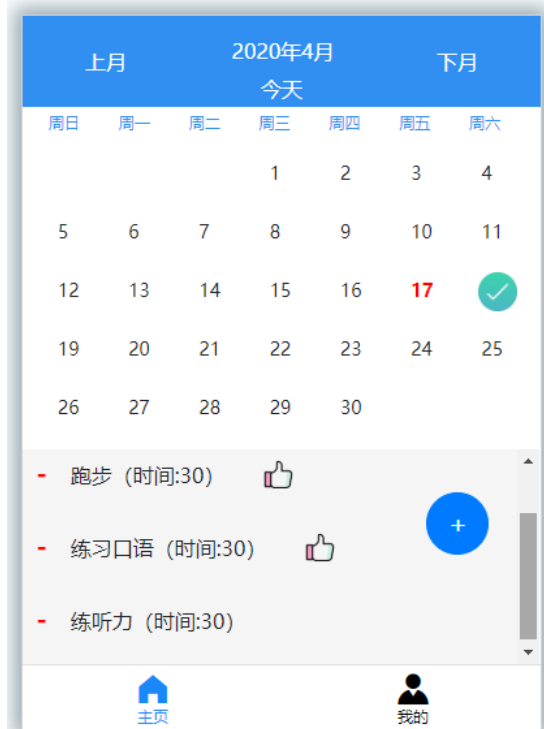 上月 2020年4月 下月
今天
周日 周一 周二 周三 周四 周五 周六
1 2 3 4
5 6 7 8 9 10 11
12 13 14 15 16 17
19 20 21 22 23 24 25
26 27 28 29 30
- 跑步（时间:30）
+
- 练习口语（时间:30）
- 练听力（时间:30）
主页 我的